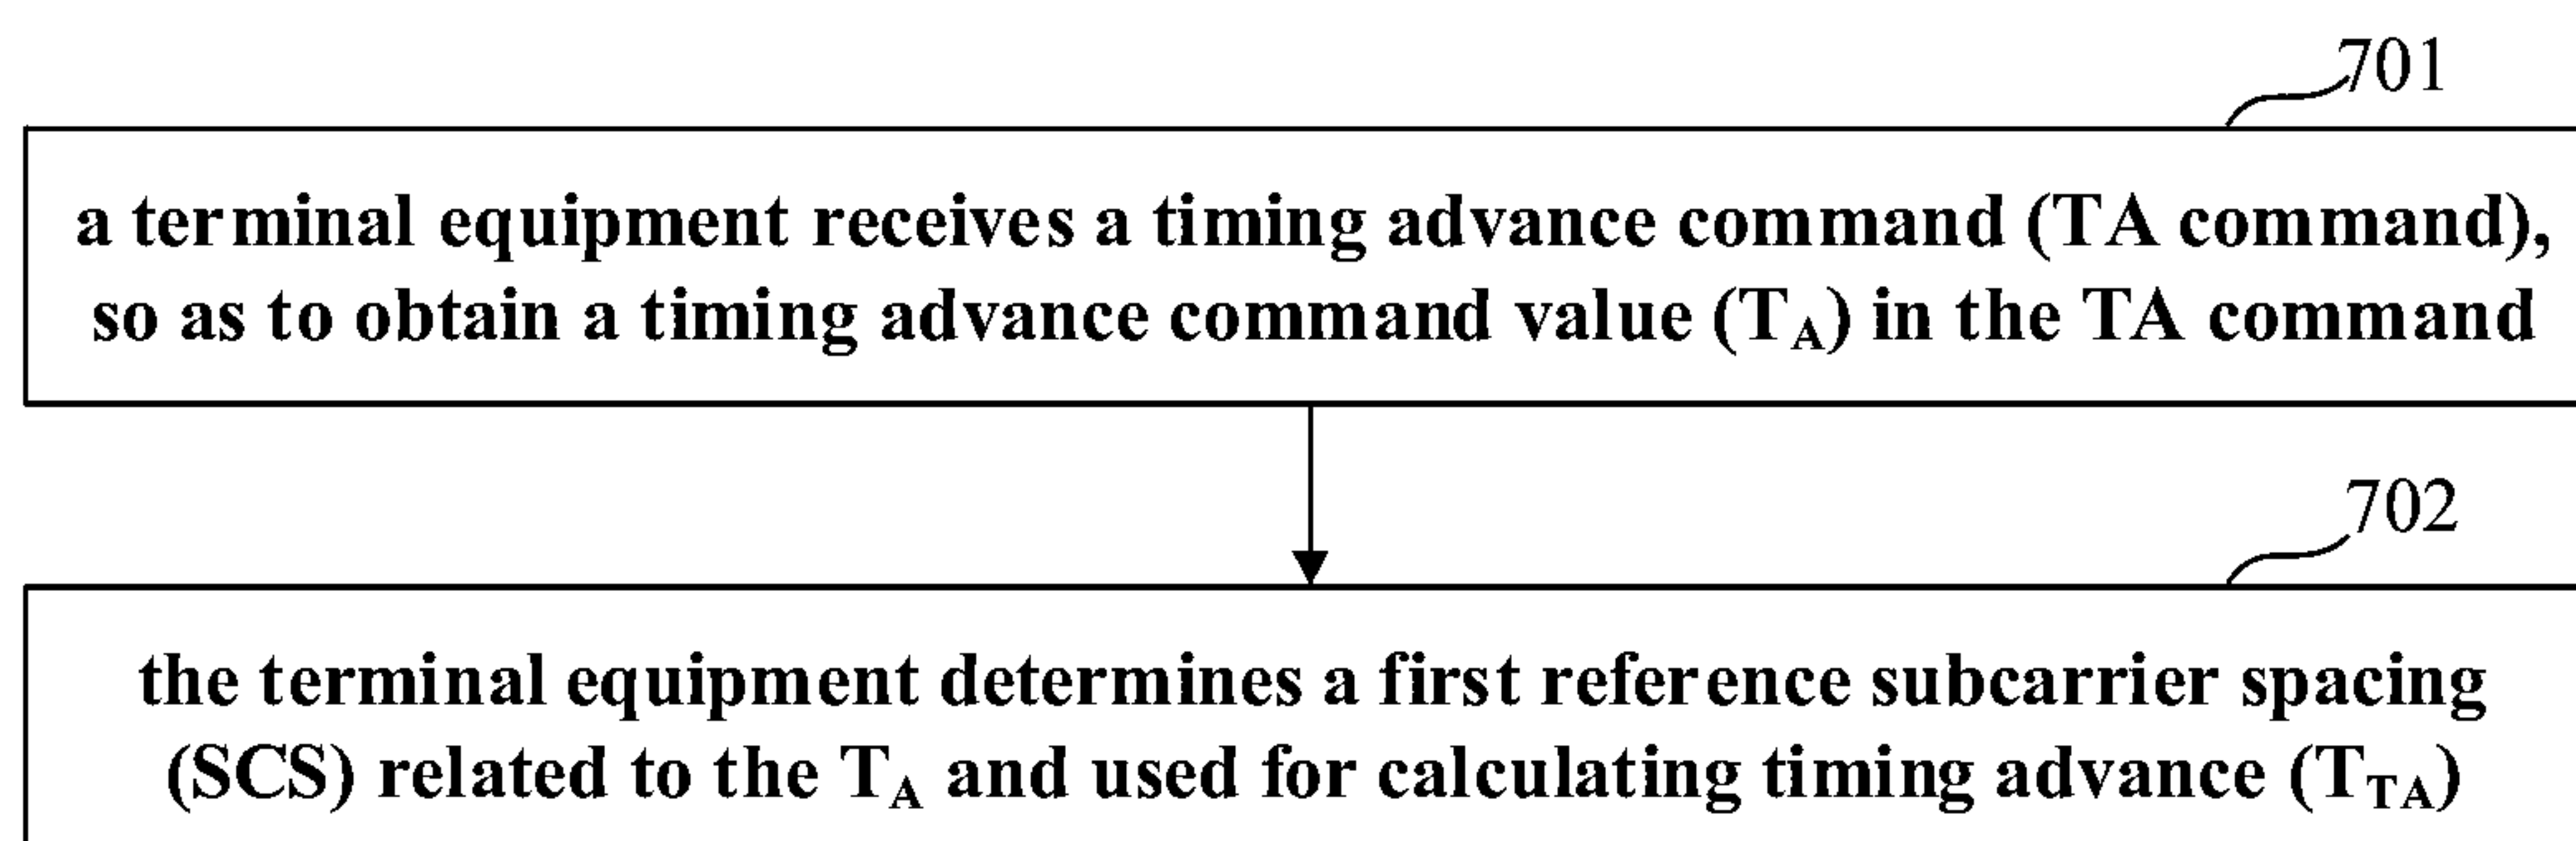 701
a terminal equipment receives a timing advance command (TA command),
so as to obtain a timing advance command value (TA) in the TA command
702
the terminal equipment determines a first reference subcarrier spacing
(SCS) related to the TA and used for calculating timing advance (TTA)